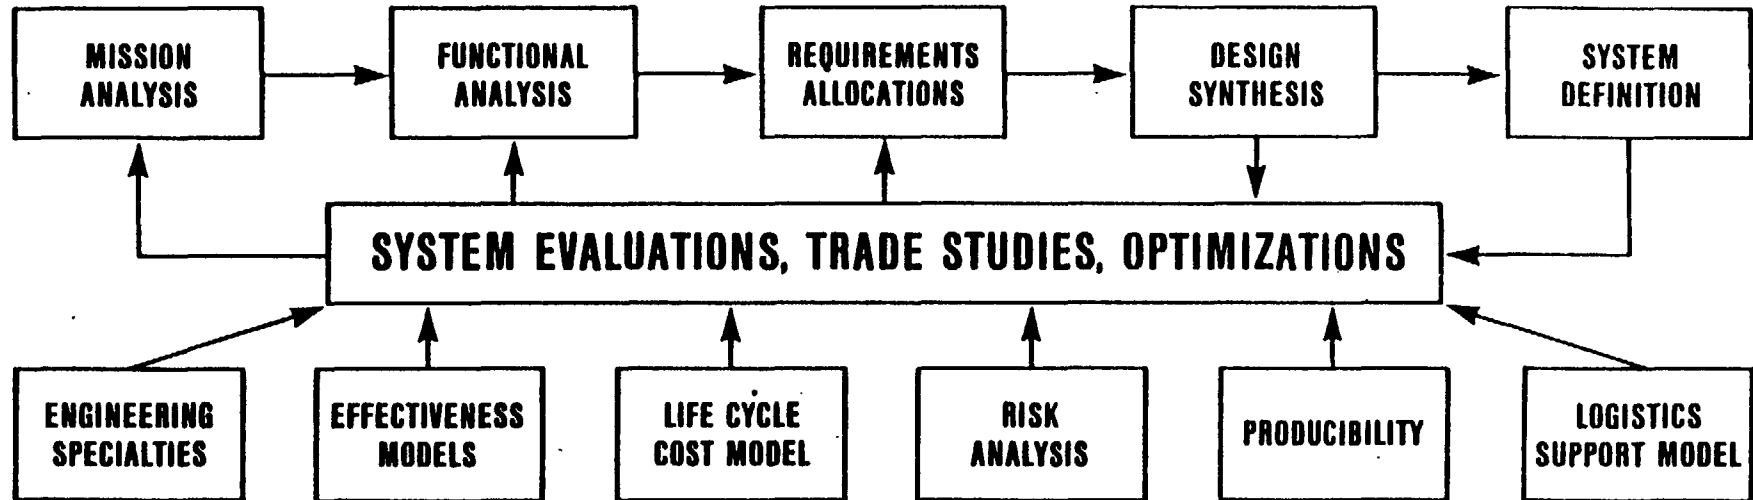 MISSION
ANALYSIS
FUNCTIONAL
ANALYSIS
REQUIREMENTS
ALLOCATIONS
DESIGN
SYNTHESIS
SYSTEM
DEFINITION
SYSTEM EVALUATIONS, TRADE STUDIES, OPTIMIZATIONS
ENGINEERING
SPECIALTIES
EFFECTIVENESS
MODELS
LIFE CYCLE
COST MODEL
RISK
ANALYSIS
PRODUCIBILITY
LOGISTICS
SUPPORT MODEL